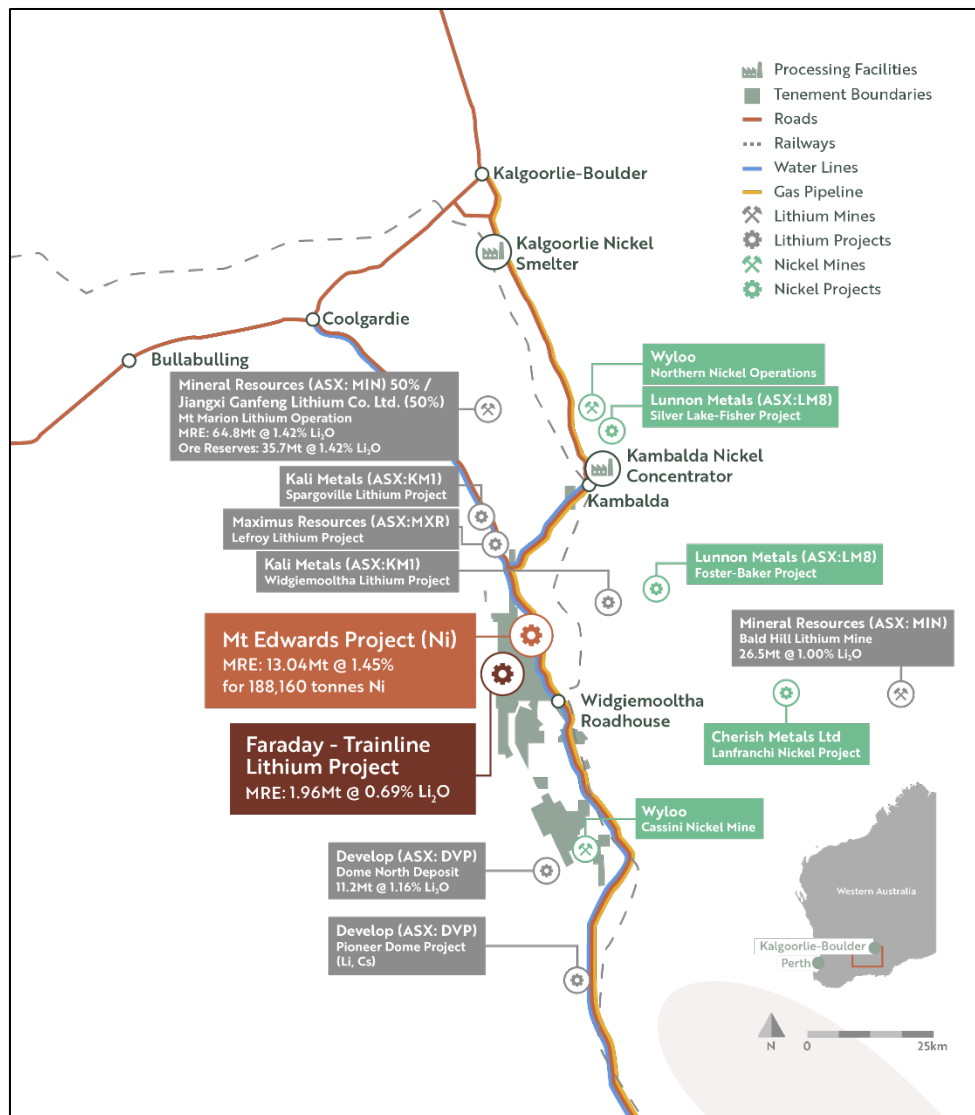 Processing Facilities
Tenement Boundaries
Roads
Railways
Water Lines
Gas Pipeline
Lithium Mines
Lithium Projects
Nickel Mines
Nickel Projects
Kalgoorlie-Boulder
Kalgoorlie Nickel
Smelter
Coolgardie
Bullabulling
Mineral Resources (ASX: MIN) 50% /
Jiangxi Ganfeng Lithium Co. Ltd. (50%)
Mt Marion Lithium Operation
MRE: 64.8Mt @ 1.42% Li₂O
Ore Reserves: 35.7Mt @ 1.42% Li₂O
Wyloo
Northern Nickel Operations
Lunnon Metals (ASX:LM8)
Silver Lake-Fisher Project
Kambalda Nickel
Concentrator
Kambalda
Kali Metals (ASX:KM1)
Spargoville Lithium Project
Maximus Resources (ASX:MXR)
Lefroy Lithium Project
Kali Metals (ASX:KM1)
Widgiemooltha Lithium Project
Lunnon Metals (ASX:LM8)
Foster-Baker Project
Mt Edwards Project (Ni)
MRE: 13.04Mt @ 1.45%
for 188,160 tonnes Ni
Mineral Resources (ASX: MIN)
Bald Hill Lithium Mine
26.5Mt @ 1.00% Li₂O
Widgiemooltha
Roadhouse
Faraday - Trainline
Lithium Project
MRE: 1.96Mt @ 0.69% Li₂O
Cherish Metals Ltd
Lanfranchi Nickel Project
Wyloo
Cassini Nickel Mine
Develop (ASX: DVP)
Dome North Deposit
11.2Mt @ 1.16% Li₂O
Develop (ASX: DVP)
Pioneer Dome Project
(Li, Cs)
Western Australia
Kalgoorlie-Boulder
Perth
N
0
25km